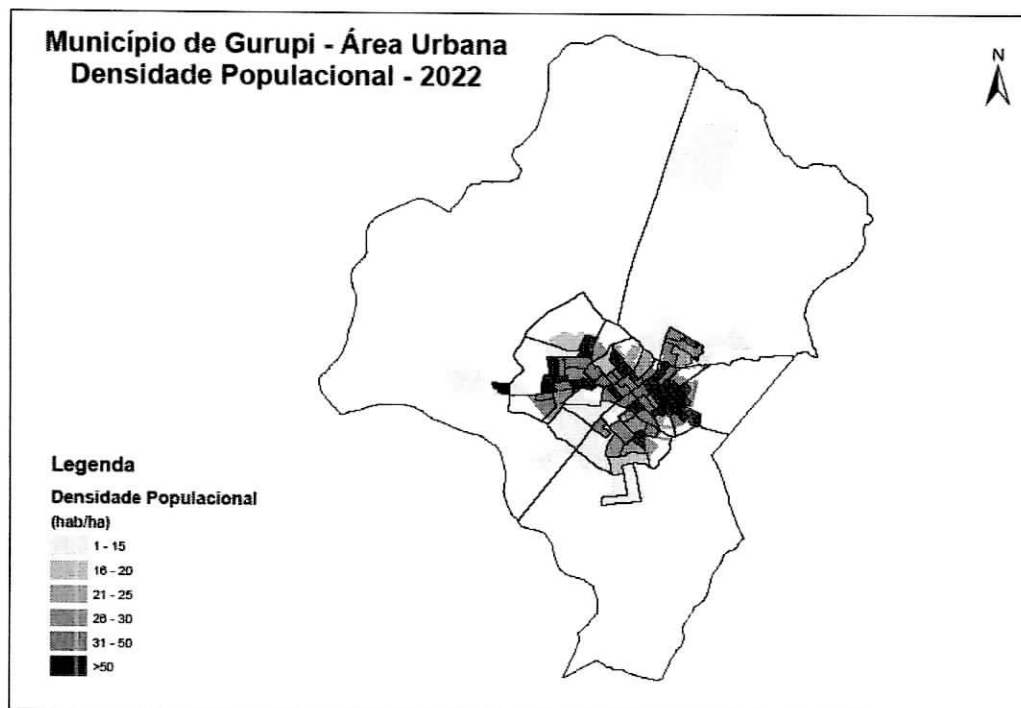 Município de Gurupi - Área Urbana
Densidade Populacional - 2022
N
Legenda
Densidade Populacional
(hab/ha)
1 - 15
16 - 20
21 - 25
26 - 30
31 - 50
>50